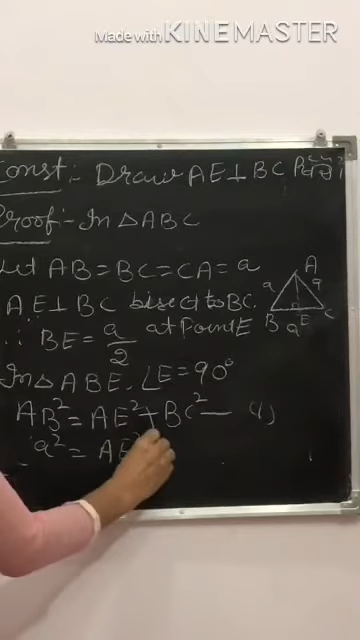 Made with KINEMASTER
Const:- Draw AE⊥BC
Proof:- In △ABC
Let AB=BC=CA=a
AE⊥BC bisect to BC.
∴ BE=a/2 at Point E
In △ABE. ∠E=90°
AB²=AE²+BC²— (1)
a²=AE²
A
a
a
B
E
C
a